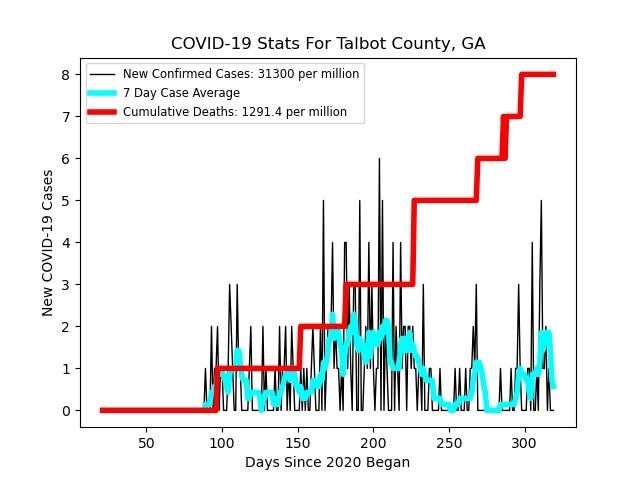 COVID-19 Stats For Talbot County, GA
New Confirmed Cases: 31300 per million
7 Day Case Average
Cumulative Deaths: 1291.4 per million
New COVID-19 Cases
8
7
6
5
4
3
2
1
0
50 100 150 200 250 300
Days Since 2020 Began